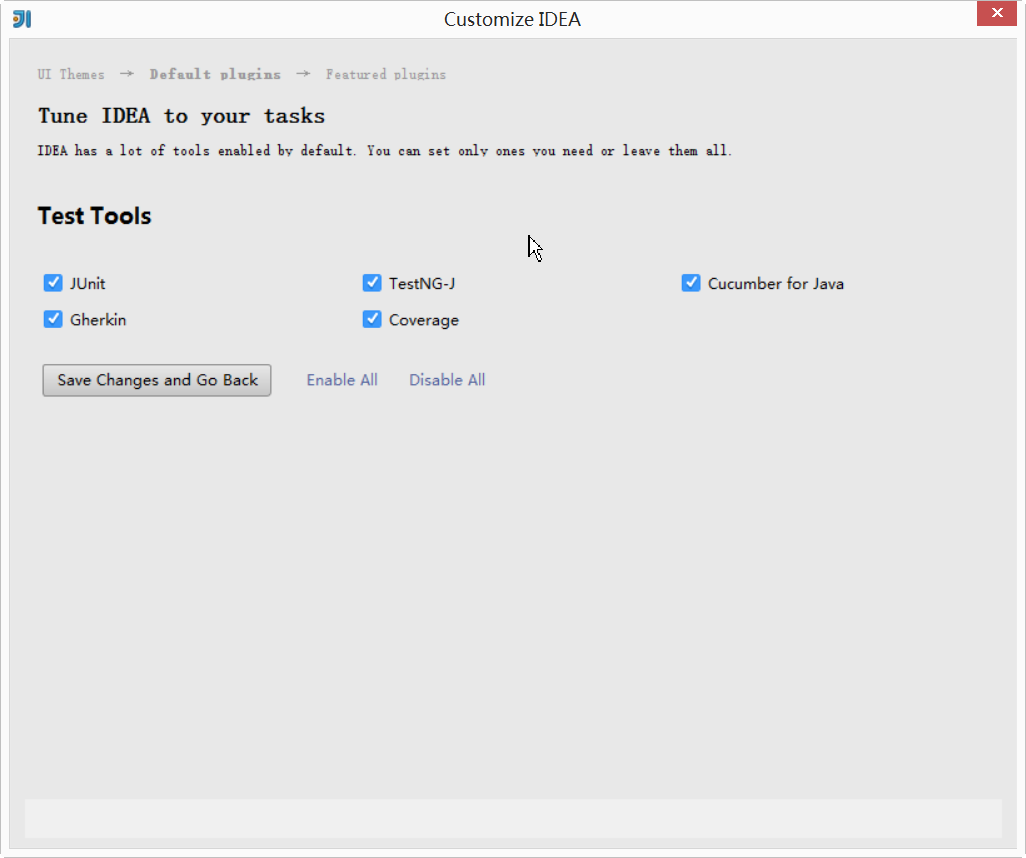 Customize IDEA
UI Themes → Default plugins → Featured plugins
Tune IDEA to your tasks
IDEA has a lot of tools enabled by default. You can set only ones you need or leave them all.
Test Tools
JUnit TestNG-J Cucumber for Java
Gherkin Coverage
Save Changes and Go Back Enable All Disable All